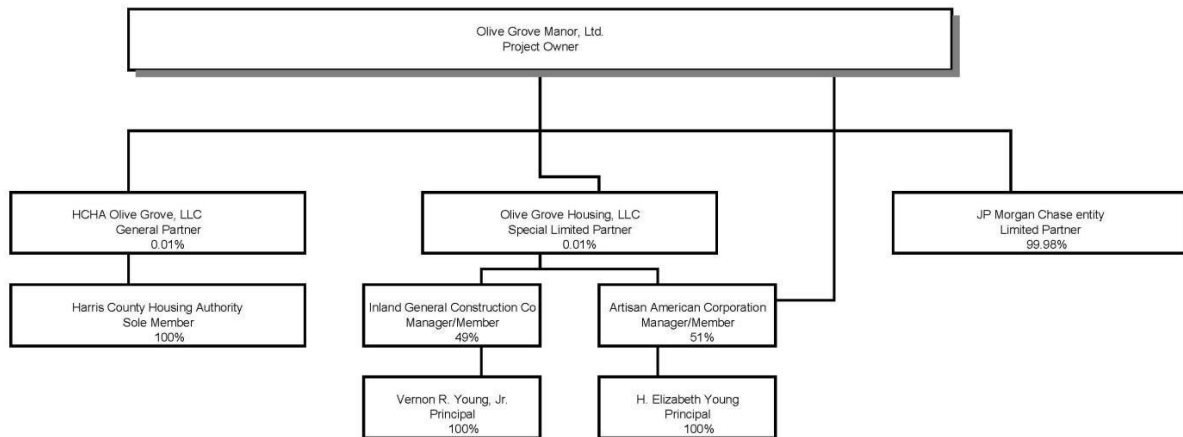 Olive Grove Manor, Ltd.
Project Owner
HCHA Olive Grove, LLC
General Partner
0.01%
Olive Grove Housing, LLC
Special Limited Partner
0.01%
JP Morgan Chase entity
Limited Partner
99.98%
Harris County Housing Authority
Sole Member
100%
Inland General Construction Co
Manager/Member
49%
Artisan American Corporation
Manager/Member
51%
Vernon R. Young, Jr.
Principal
100%
H. Elizabeth Young
Principal
100%